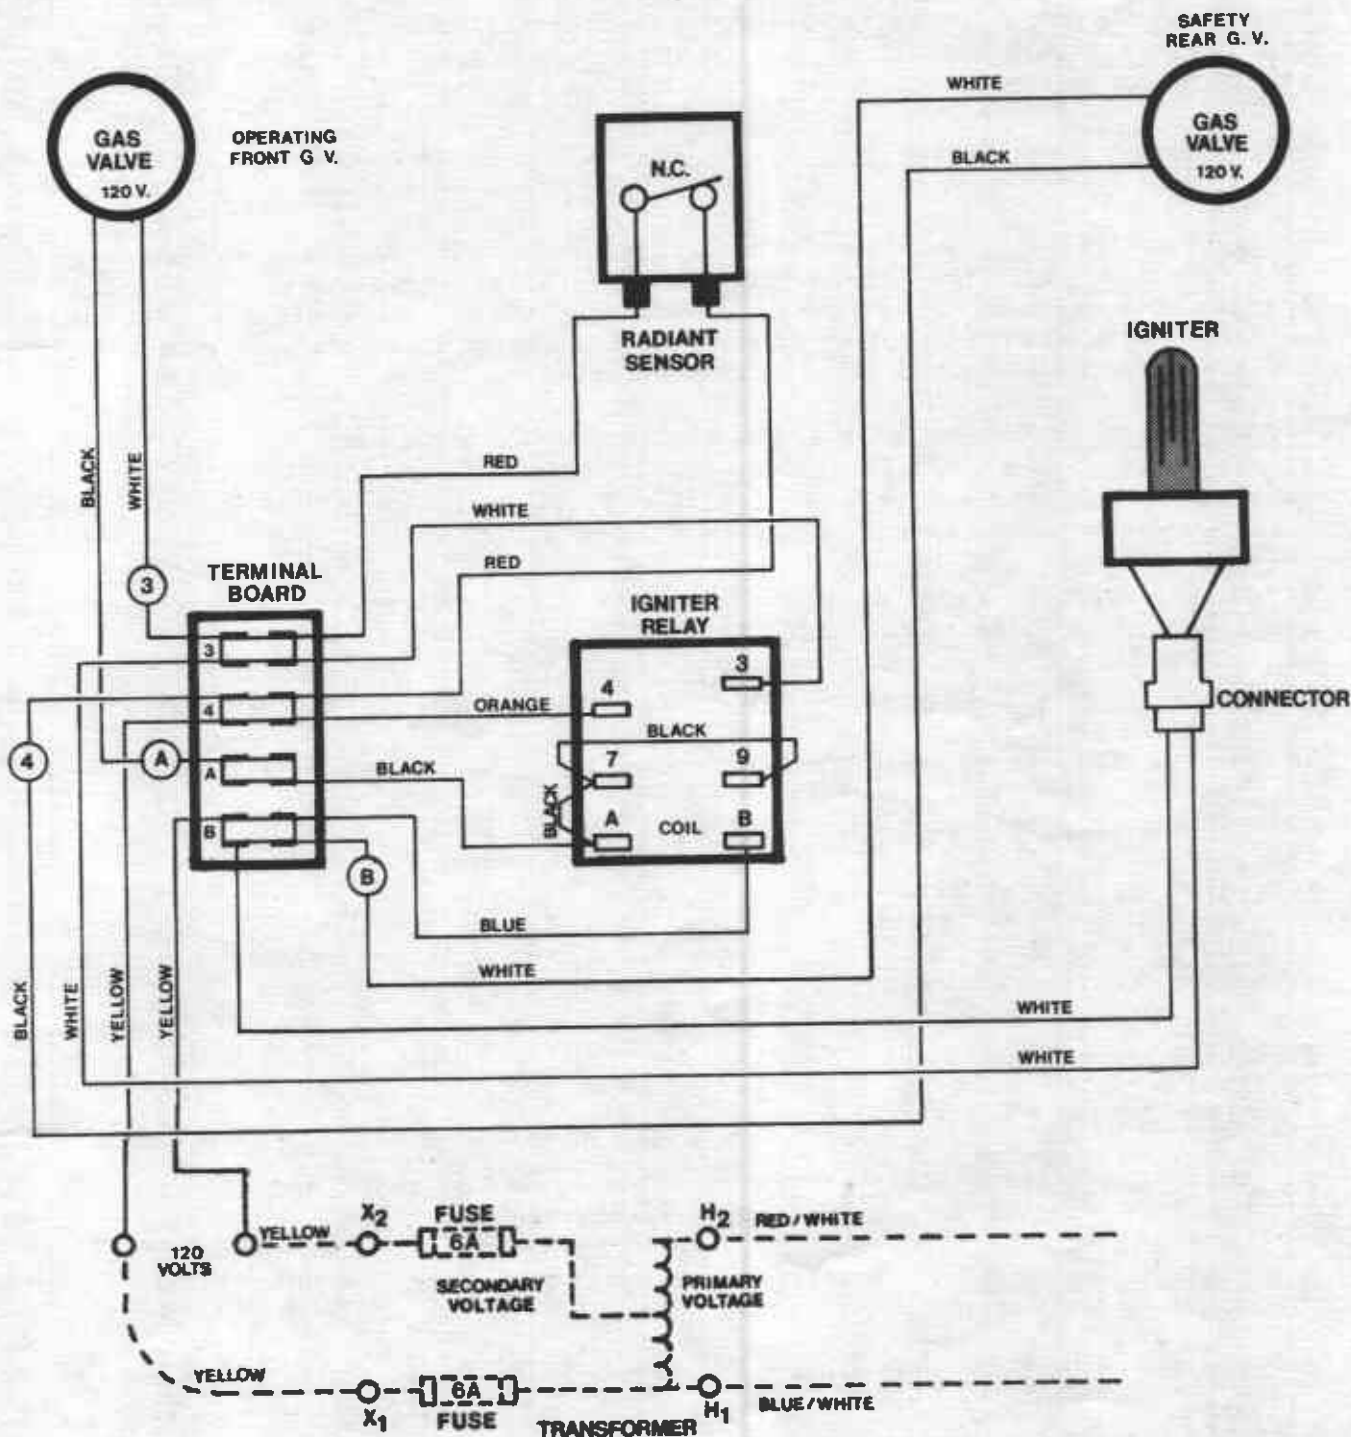 SAFETY
REAR G. V.
WHITE
GAS
VALVE
120 V.
OPERATING
FRONT G V.
N.C.
BLACK
GAS
VALVE
120 V.
RADIANT
SENSOR
IGNITER
BLACK
WHITE
RED
WHITE
3
TERMINAL
BOARD
RED
IGNITER
RELAY
3
3
4
4
ORANGE
CONNECTOR
BLACK
4
A
A
BLACK
7
9
BLACK
A
COIL
B
B
B
BLUE
WHITE
BLACK
WHITE
YELLOW
YELLOW
WHITE
WHITE
120
VOLTS
YELLOW
X2
FUSE
6A
H2
RED/WHITE
SECONDARY
VOLTAGE
PRIMARY
VOLTAGE
YELLOW
X1
6A
FUSE
TRANSFORMER
H1
BLUE/WHITE